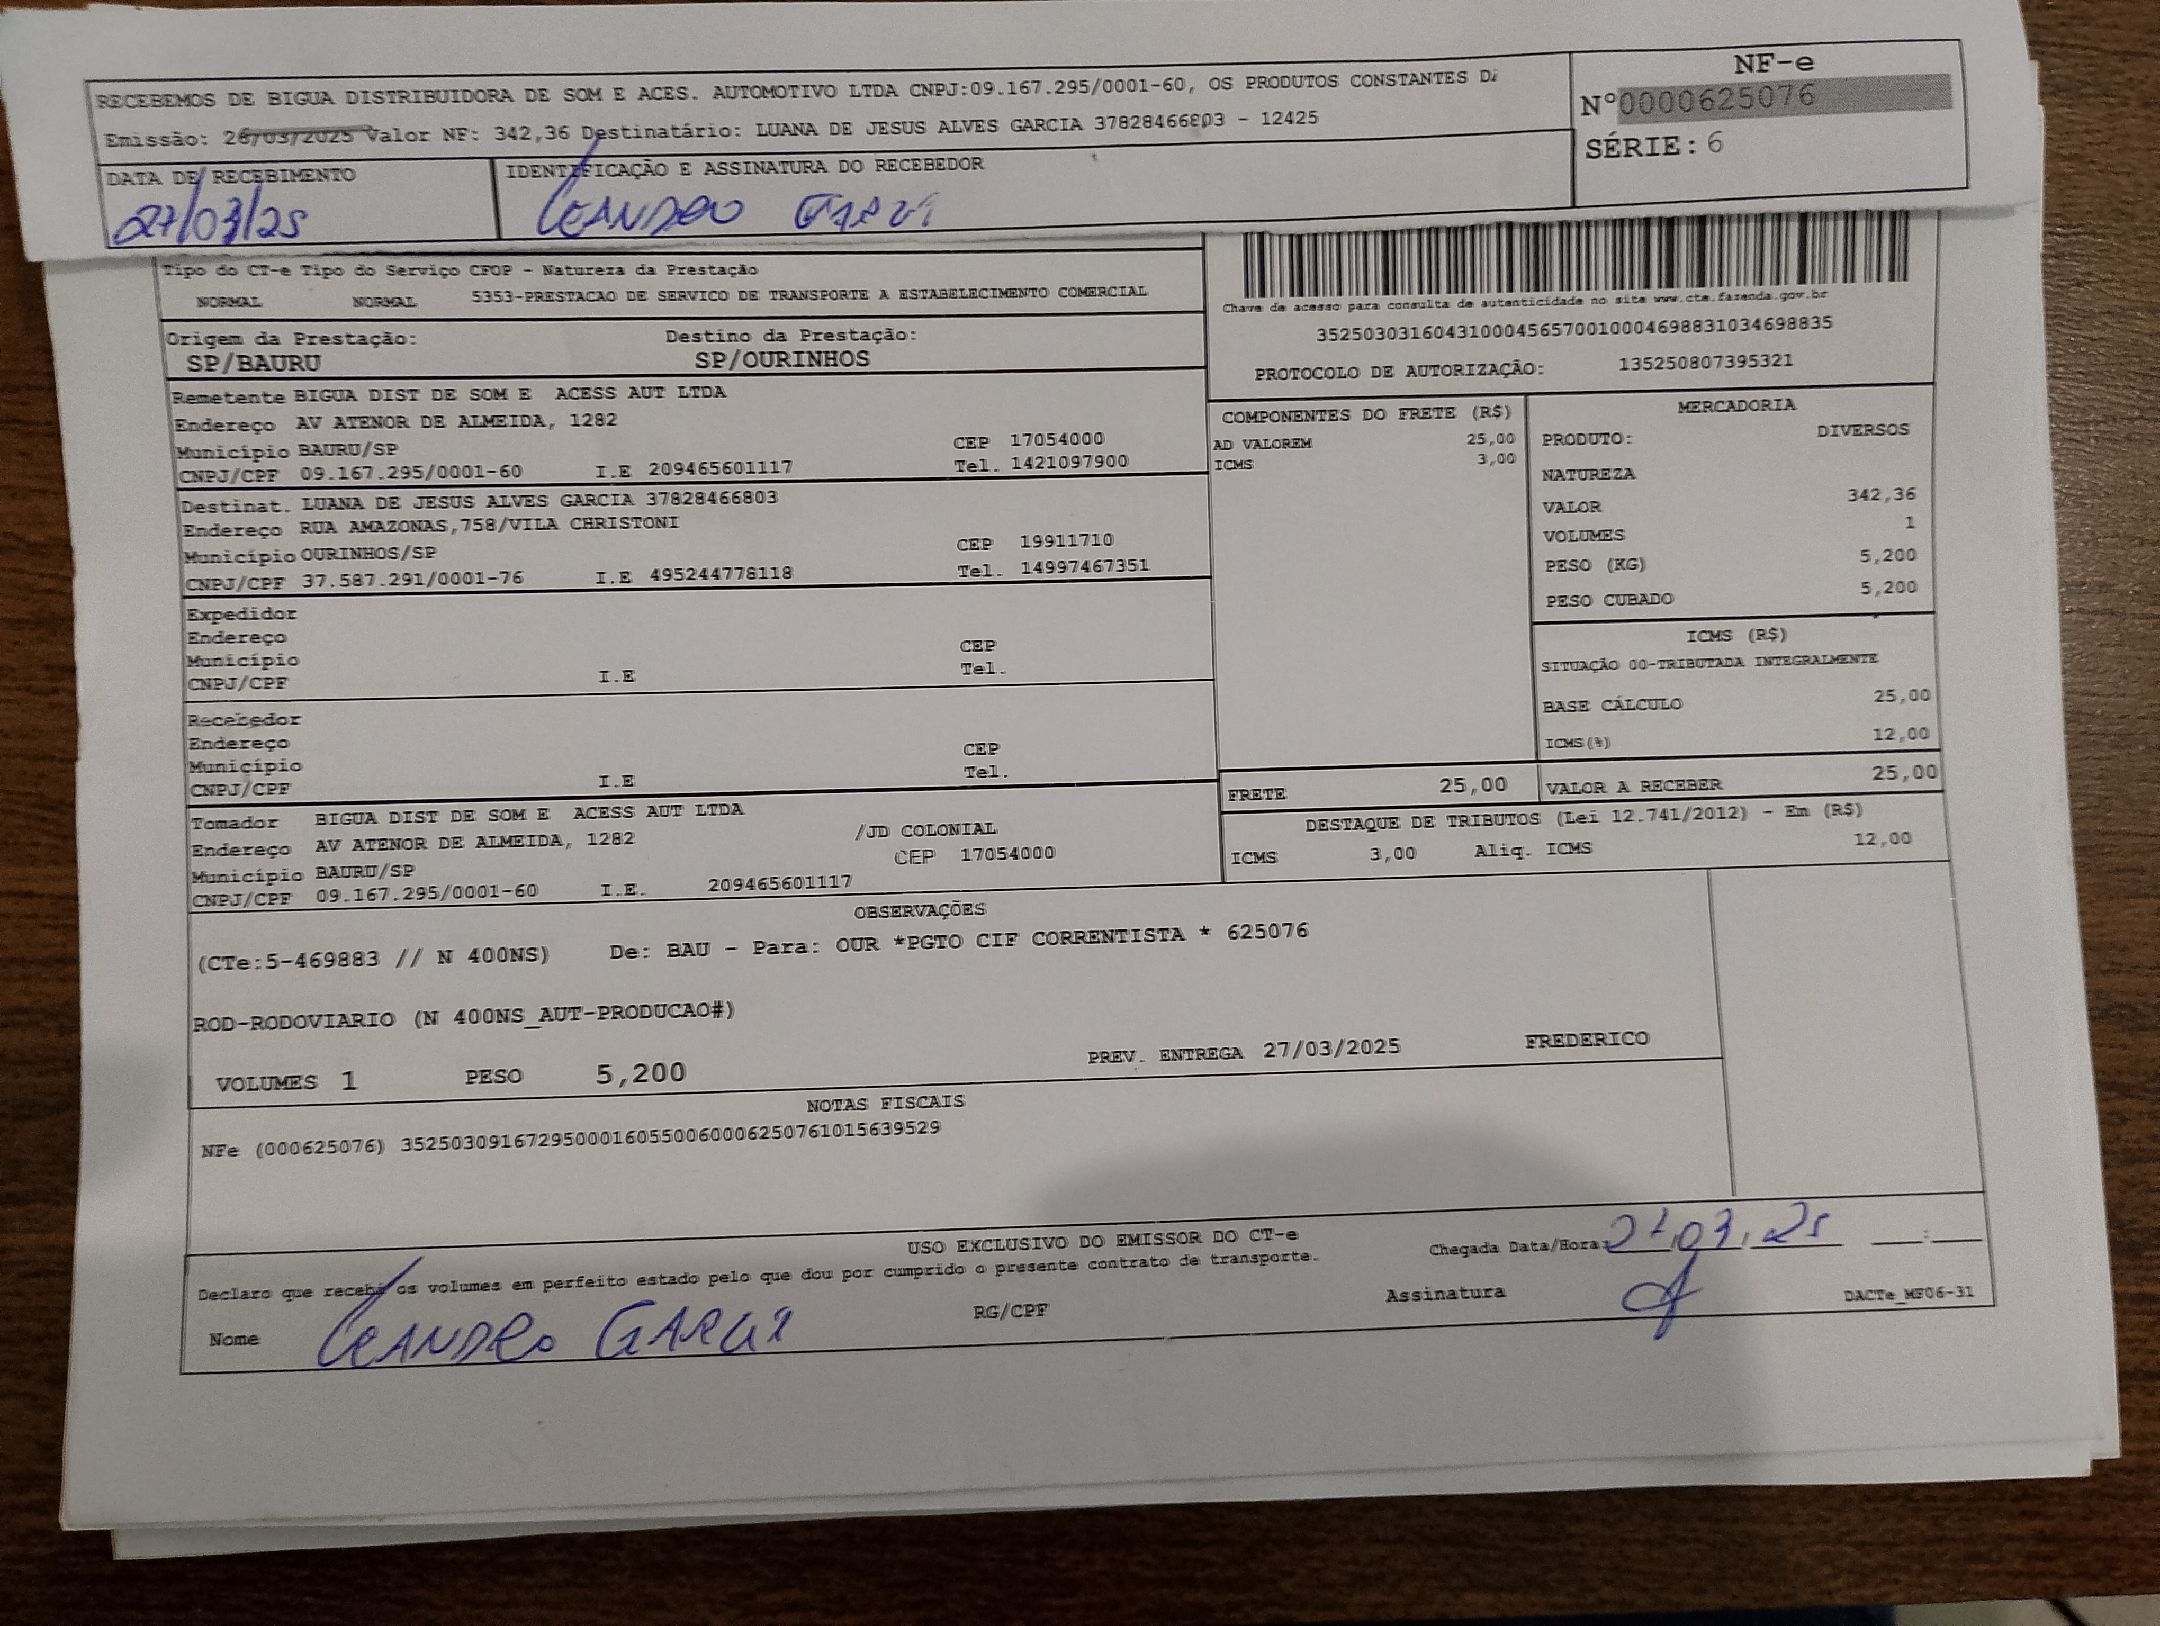 RECEBEMOS DE BIGUA DISTRIBUIDORA DE SOM E ACES. AUTOMOTIVO LTDA CNPJ:09.167.295/0001-60, OS PRODUTOS CONSTANTES
Emissão: 26/03/2025 Valor NF: 342,36 Destinatário: LUANA DE JESUS ALVES GARCIA 37828466803 - 12425
NF-e
Nº0000625076
SÉRIE: 6
DATA DE RECEBIMENTO
27/03/25
IDENTIFICAÇÃO E ASSINATURA DO RECEBEDOR
LEANDRO
Tipo do CT-e Tipo do Serviço CFOP - Natureza da Prestação
NORMAL NORMAL 5353-PRESTACAO DE SERVICO DE TRANSPORTE A ESTABELECIMENTO COMERCIAL
Origem da Prestação: Destino da Prestação:
SP/BAURU SP/OURINHOS
Chave de acesso para consulta de autenticidade no site www.cte.fazenda.gov.br
35250303160431000456570010004698831034698835
PROTOCOLO DE AUTORIZAÇÃO: 135250807395321
Remetente BIGUA DIST DE SOM E ACESS AUT LTDA
Endereço AV ATENOR DE ALMEIDA, 1282
Município BAURU/SP CEP 17054000
CNPJ/CPF 09.167.295/0001-60 I.E 209465601117 Tel. 1421097900
Destinat. LUANA DE JESUS ALVES GARCIA 37828466803
Endereço RUA AMAZONAS,758/VILA CHRISTONI
Município OURINHOS/SP CEP 19911710
CNPJ/CPF 37.587.291/0001-76 I.E 495244778118 Tel. 14997467351
Expedidor
Endereço
Município CEP
CNPJ/CPF I.E Tel.
Recebedor
Endereço
Município CEP
CNPJ/CPF I.E Tel.
Tomador BIGUA DIST DE SOM E ACESS AUT LTDA
Endereço AV ATENOR DE ALMEIDA, 1282 /JD COLONIAL
Município BAURU/SP CEP 17054000
CNPJ/CPF 09.167.295/0001-60 I.E. 209465601117
COMPONENTES DO FRETE (R$)
AD VALOREM 25,00
ICMS 3,00
MERCADORIA
PRODUTO: DIVERSOS
NATUREZA
VALOR 342,36
VOLUMES 1
PESO (KG) 5,200
PESO CUBADO 5,200
ICMS (R$)
SITUAÇÃO 00-TRIBUTADA INTEGRALMENTE
BASE CÁLCULO 25,00
ICMS(%) 12,00
FRETE 25,00 VALOR A RECEBER 25,00
DESTAQUE DE TRIBUTOS (Lei 12.741/2012) - Em (R$)
ICMS 3,00 Aliq. ICMS 12,00
OBSERVAÇÕES
(CTe:5-469883 // N 400NS) De: BAU - Para: OUR *PGTO CIF CORRENTISTA * 625076
ROD-RODOVIARIO (N 400NS_AUT-PRODUCAO#)
VOLUMES 1 PESO 5,200 PREV. ENTREGA 27/03/2025 FREDERICO
NOTAS FISCAIS
NFe (000625076) 35250309167295000160550060006250761015639529
USO EXCLUSIVO DO EMISSOR DO CT-e
Declaro que recebi os volumes em perfeito estado pelo que dou por cumprido o presente contrato de transporte.
Chegada Data/Hora: 27.03.25 :
Nome LEANDRO GARCIA RG/CPF Assinatura DACTe_MF06-31